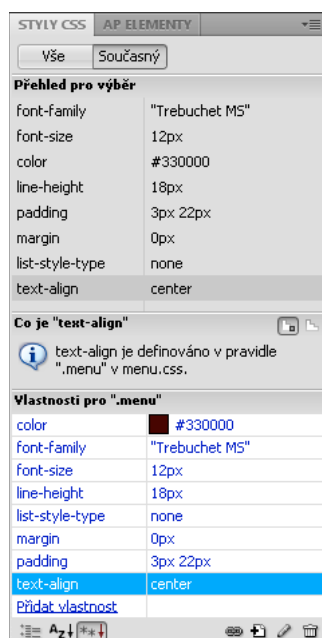 STYLY CSS AP ELEMENTY
Vše Současný
Přehled pro výběr
font-family "Trebuchet MS"
font-size 12px
color #330000
line-height 18px
padding 3px 22px
margin 0px
list-style-type none
text-align center
Co je "text-align"
text-align je definováno v pravidle
".menu" v menu.css.
Vlastnosti pro ".menu"
color #330000
font-family "Trebuchet MS"
font-size 12px
line-height 18px
list-style-type none
margin 0px
padding 3px 22px
text-align center
Přidat vlastnost